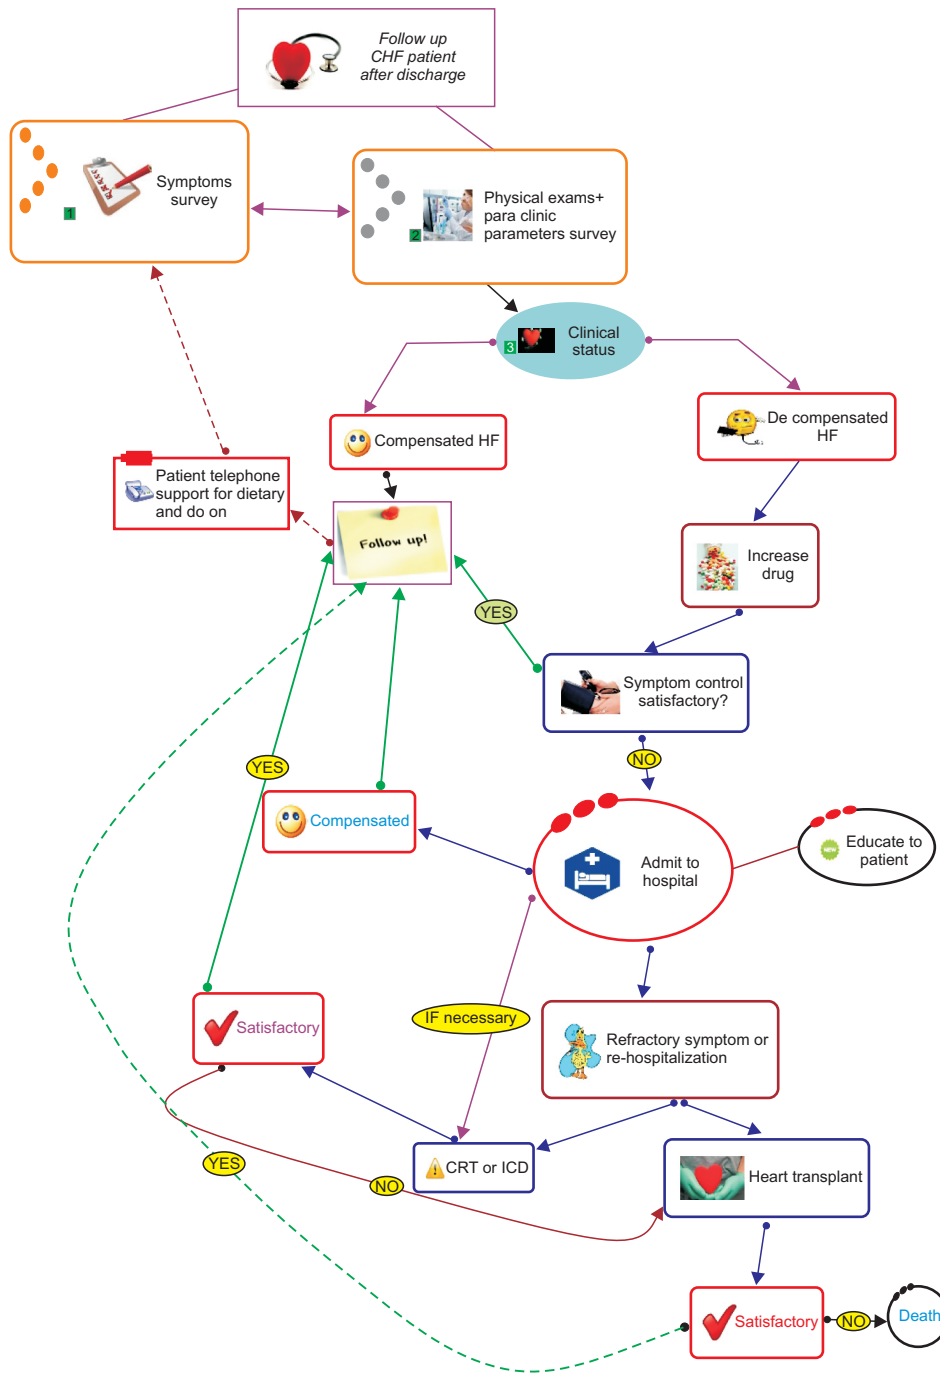 Follow up
CHF patient
after discharge
Symptoms
survey
1
Physical exams+
para clinic
parameters survey
2
Clinical
status
3
Compensated HF
De compensated
HF
Patient telephone
support for dietary
and do on
Follow up!
Increase
drug
YES
Symptom control
satisfactory?
NO
YES
Compensated
Admit to
hospital
NEW
Educate to
patient
Satisfactory
IF necessary
Refractory symptom or
re-hospitalization
YES
NO
CRT or ICD
Heart transplant
Satisfactory
NO
Death